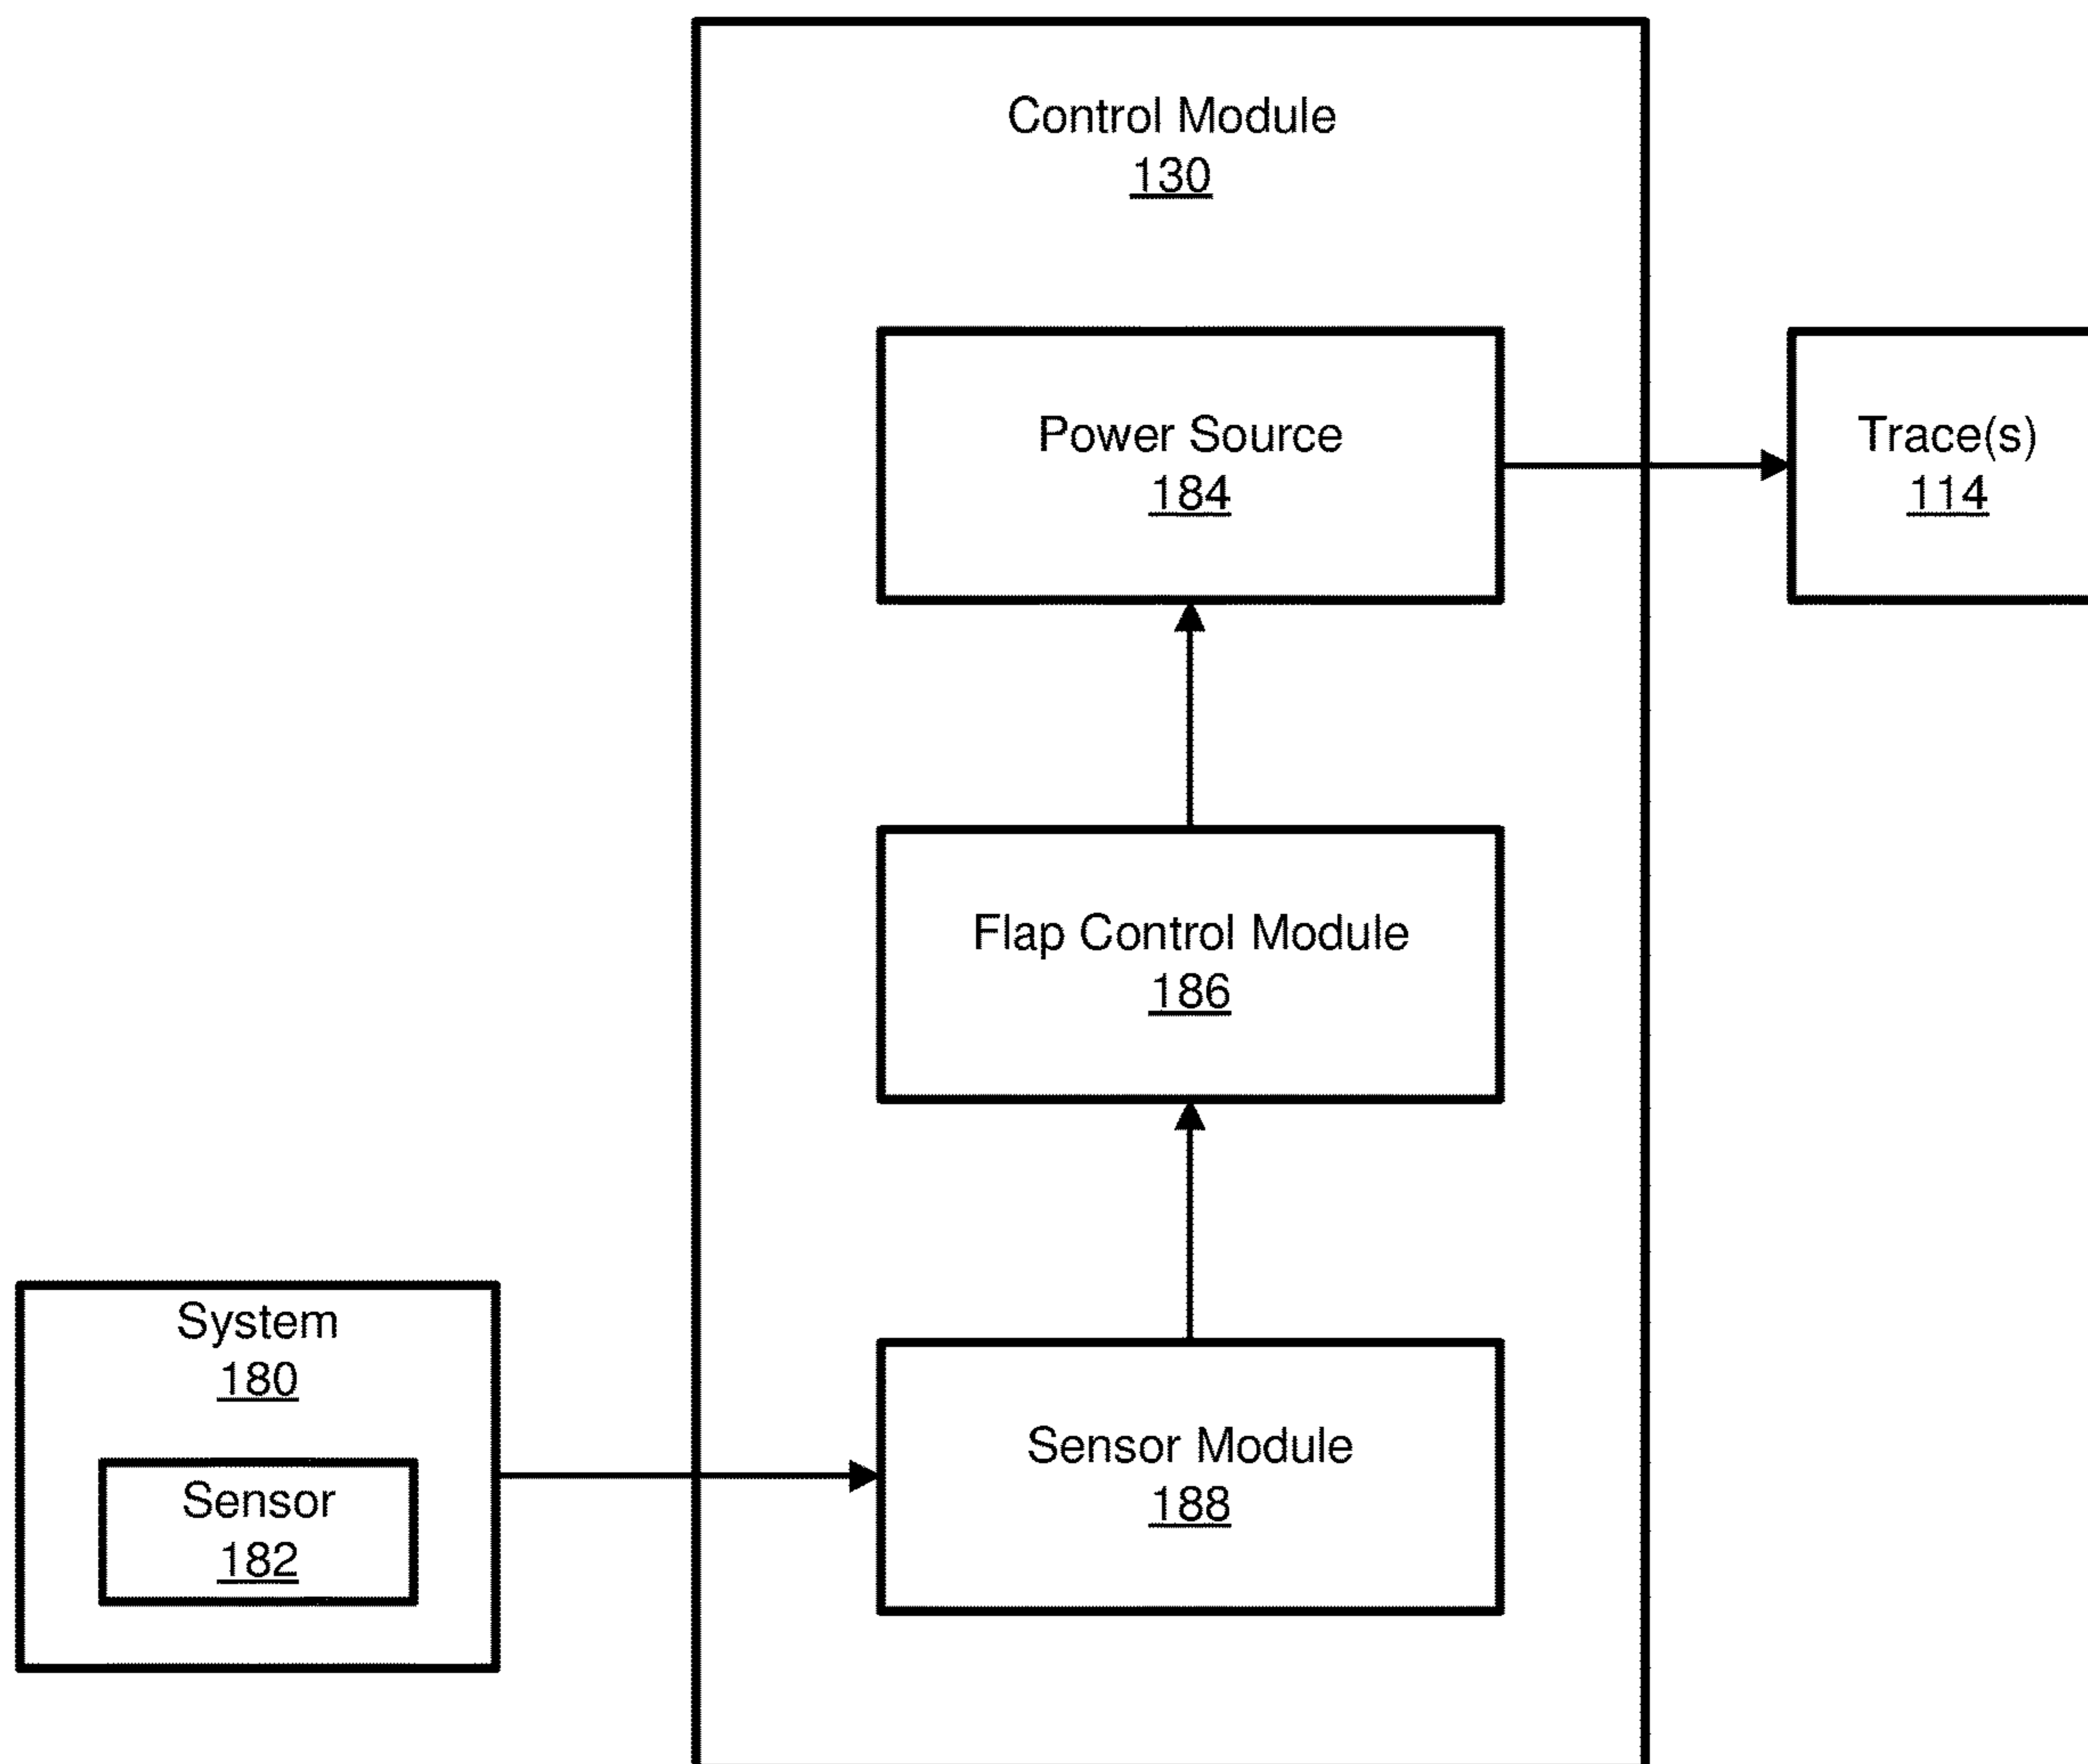 Control Module
130
Power Source
184
Trace(s)
114
Flap Control Module
186
System
180
Sensor
182
Sensor Module
188